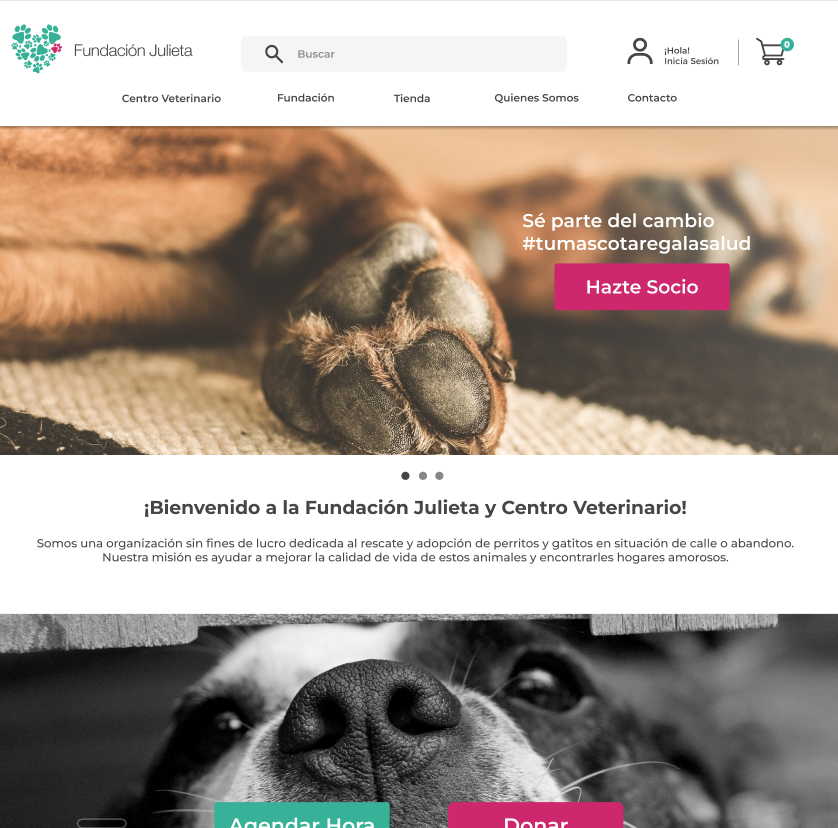 Fundación Julieta
Buscar
¡Hola!
Inicia Sesión
0
Centro Veterinario
Fundación
Tienda
Quienes Somos
Contacto
Sé parte del cambio
#tumascotaregalasalud
Hazte Socio
¡Bienvenido a la Fundación Julieta y Centro Veterinario!
Somos una organización sin fines de lucro dedicada al rescate y adopción de perritos y gatitos en situación de calle o abandono.
Nuestra misión es ayudar a mejorar la calidad de vida de estos animales y encontrarles hogares amorosos.
Agendar Hora
Donar